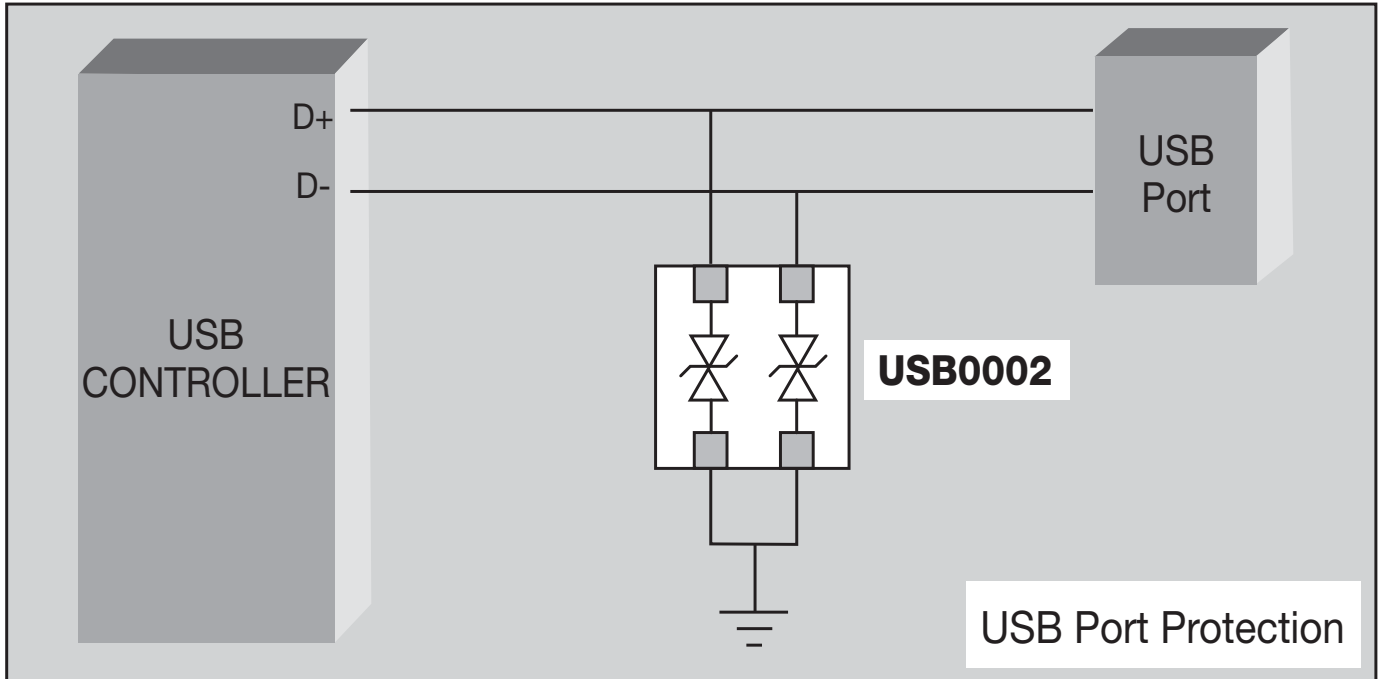 D+
D-
USB
Port
USB
CONTROLLER
USB0002
USB Port Protection